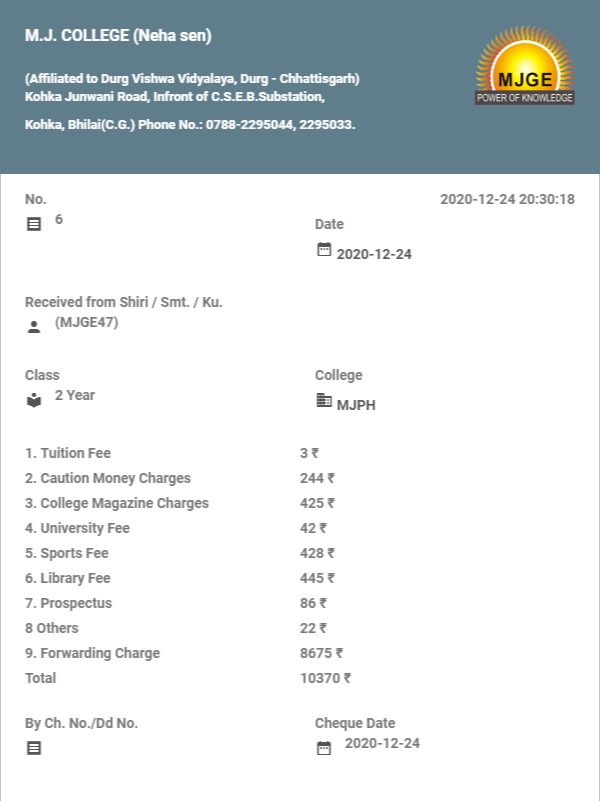 M.J. COLLEGE (Neha sen)
(Affiliated to Durg Vishwa Vidyalaya, Durg - Chhattisgarh)
Kohka Junwani Road, Infront of C.S.E.B.Substation,
Kohka, Bhilai(C.G.) Phone No.: 0788-2295044, 2295033.
MJGE
POWER OF KNOWLEDGE
No.
2020-12-24 20:30:18
6
Date
2020-12-24
Received from Shiri / Smt. / Ku.
(MJGE47)
Class
College
2 Year
MJPH
1. Tuition Fee 3 ₹
2. Caution Money Charges 244 ₹
3. College Magazine Charges 425 ₹
4. University Fee 42 ₹
5. Sports Fee 428 ₹
6. Library Fee 445 ₹
7. Prospectus 86 ₹
8 Others 22 ₹
9. Forwarding Charge 8675 ₹
Total 10370 ₹
By Ch. No./Dd No.
Cheque Date
2020-12-24